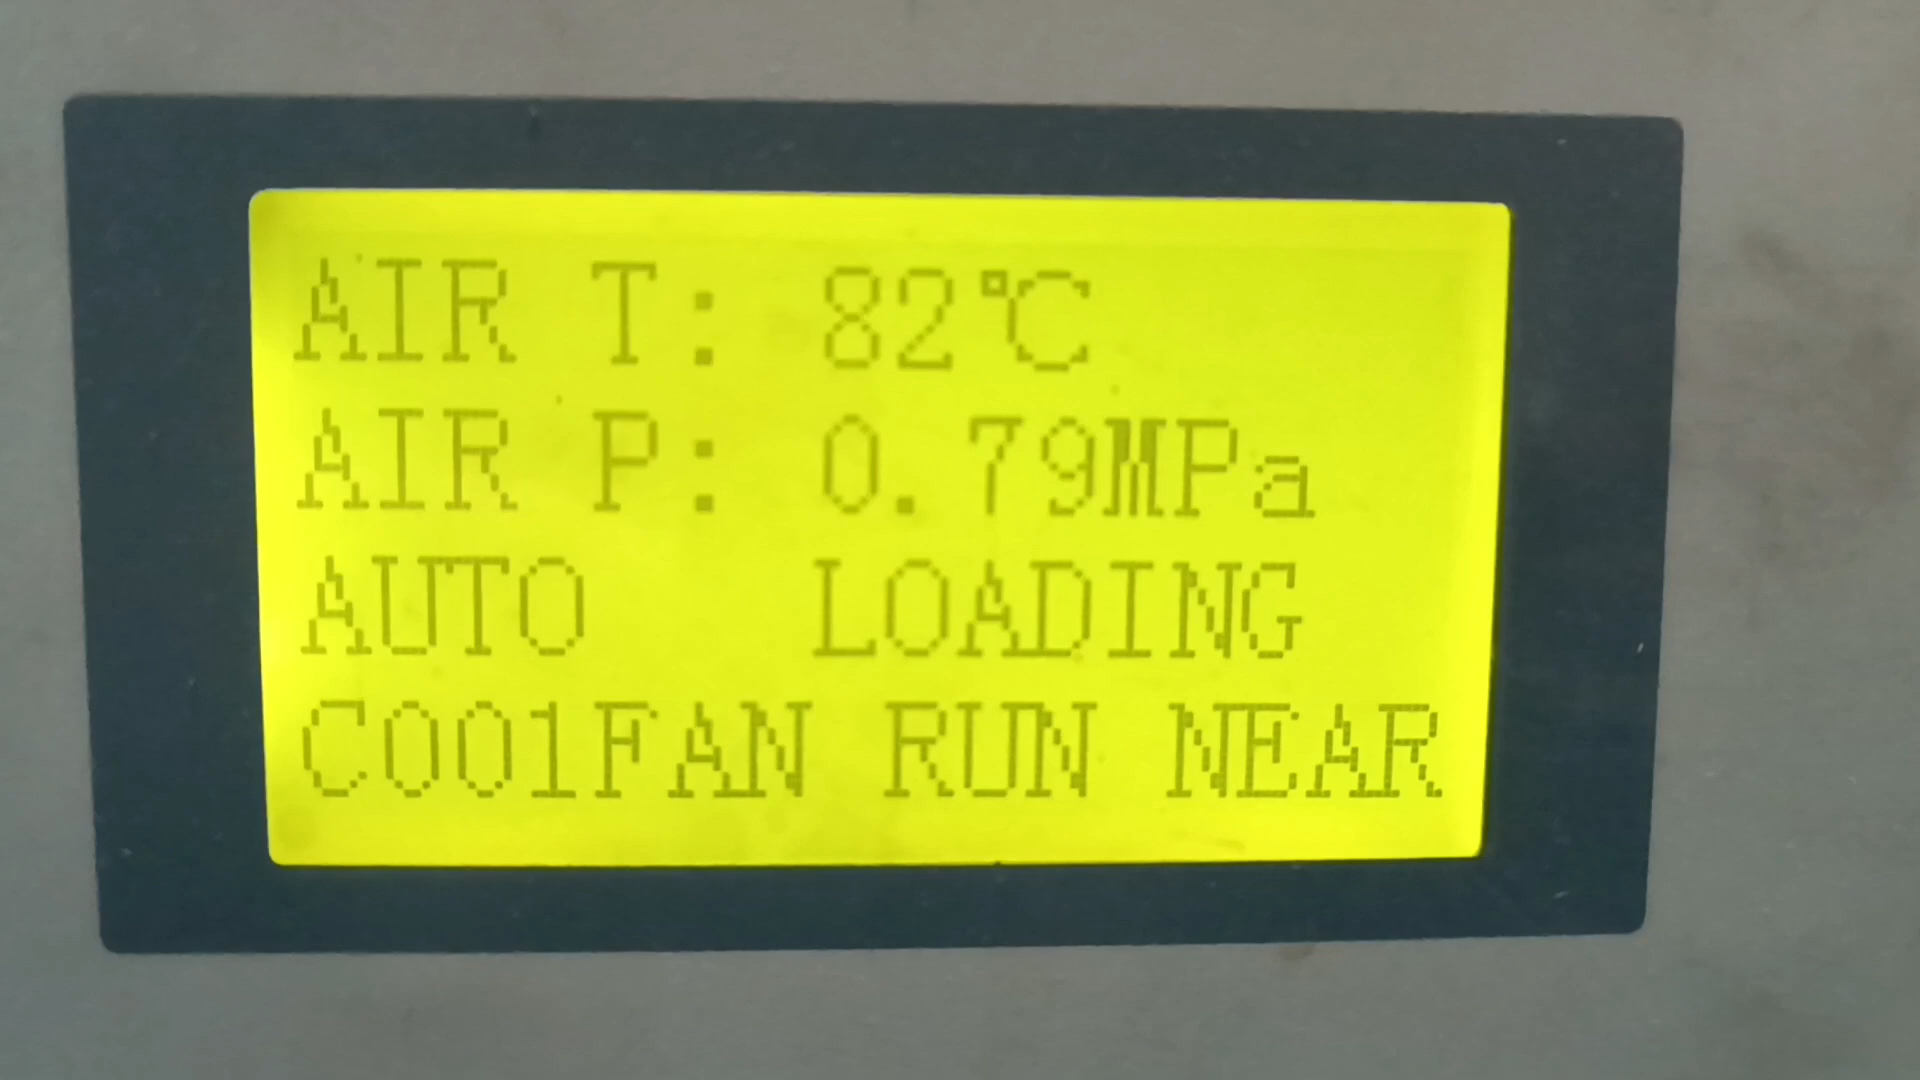 AIR T: 82℃
AIR P: 0.79MPa
AUTO LOADING
C001FAN RUN NEAR